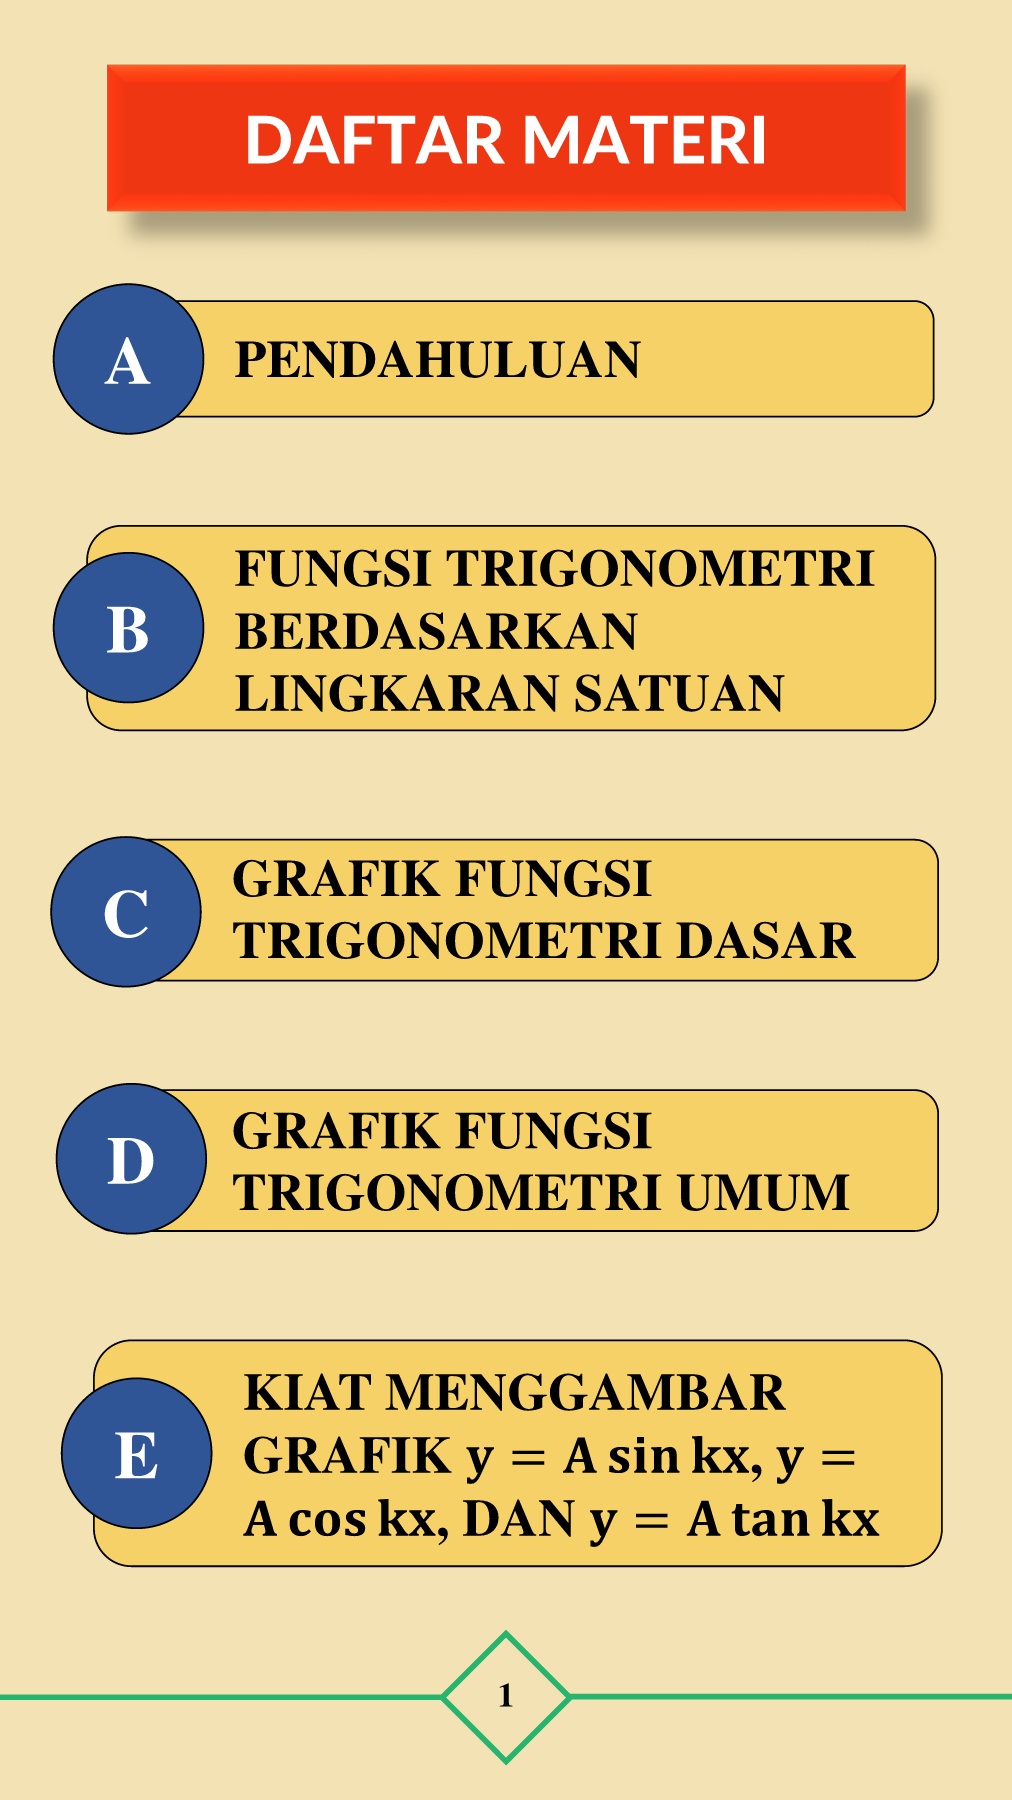 DAFTAR MATERI
A
PENDAHULUAN
B
FUNGSI TRIGONOMETRI
BERDASARKAN
LINGKARAN SATUAN
C
GRAFIK FUNGSI
TRIGONOMETRI DASAR
D
GRAFIK FUNGSI
TRIGONOMETRI UMUM
E
KIAT MENGGAMBAR
GRAFIK y = A sin kx, y =
A cos kx, DAN y = A tan kx
1